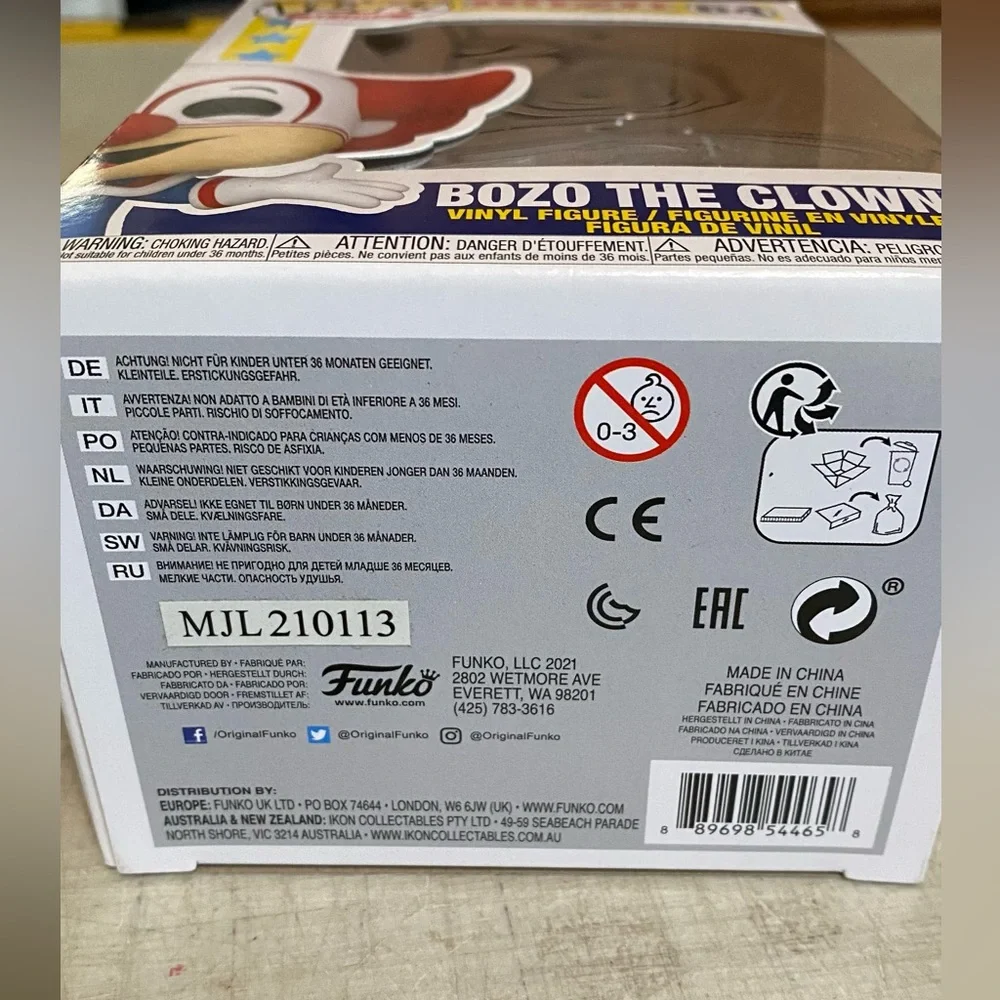 64
BOZO THE CLOWN
VINYL FIGURE / FIGURINE EN VINYLE
FIGURA DE VINIL
WARNING: CHOKING HAZARD.
Not suitable for children under 36 months.
ATTENTION: DANGER D'ÉTOUFFEMENT.
Petites pièces. Ne convient pas aux enfants de moins de 36 mois.
ADVERTENCIA: PELIGRO
Partes pequeñas. No es adecuado para niños men
DE ACHTUNG! NICHT FÜR KINDER UNTER 36 MONATEN GEEIGNET.
KLEINTEILE. ERSTICKUNGSGEFAHR.
IT AVVERTENZA! NON ADATTO A BAMBINI DI ETÀ INFERIORE A 36 MESI.
PICCOLE PARTI. RISCHIO DI SOFFOCAMENTO.
PO ATENÇÃO! CONTRA-INDICADO PARA CRIANÇAS COM MENOS DE 36 MESES.
PEQUENAS PARTES. RISCO DE ASFIXIA.
NL WAARSCHUWING! NIET GESCHIKT VOOR KINDEREN JONGER DAN 36 MAANDEN.
KLEINE ONDERDELEN. VERSTIKKINGSGEVAAR.
DA ADVARSEL! IKKE EGNET TIL BØRN UNDER 36 MÅNEDER.
SMÅ DELE. KVÆLNINGSFARE.
SW VARNING! INTE LÄMPLIG FÖR BARN UNDER 36 MÅNADER.
SMÅ DELAR. KVÄVNINGSRISK.
RU ВНИМАНИЕ! НЕ ПРИГОДНО ДЛЯ ДЕТЕЙ МЛАДШЕ 36 МЕСЯЦЕВ.
МЕЛКИЕ ЧАСТИ. ОПАСНОСТЬ УДУШЬЯ.
0-3
CE
EAC
®
MJL 210113
MANUFACTURED BY • FABRIQUÉ PAR:
FABRICADO POR • HERGESTELLT DURCH:
FABBRICATO DA • FABRICADO POR:
VERVAARDIGD DOOR • FREMSTILLET AF:
TILLVERKAD AV • ПРОИЗВОДИТЕЛЬ:
Funko
www.funko.com
FUNKO, LLC 2021
2802 WETMORE AVE
EVERETT, WA 98201
(425) 783-3616
/OriginalFunko @OriginalFunko @OriginalFunko
MADE IN CHINA
FABRIQUÉ EN CHINE
FABRICADO EN CHINA
HERGESTELLT IN CHINA • FABBRICATO IN CINA
FABRICADO NA CHINA • VERVAARDIGD IN CHINA
PRODUCERET I KINA • TILLVERKAD I KINA
СДЕЛАНО В КИТАЕ
DISTRIBUTION BY:
EUROPE: FUNKO UK LTD • PO BOX 74644 • LONDON, W6 6JW (UK) • WWW.FUNKO.COM
AUSTRALIA & NEW ZEALAND: IKON COLLECTABLES PTY LTD • 49-59 SEABEACH PARADE
NORTH SHORE, VIC 3214 AUSTRALIA • WWW.IKONCOLLECTABLES.COM.AU
8 89698 54465 8